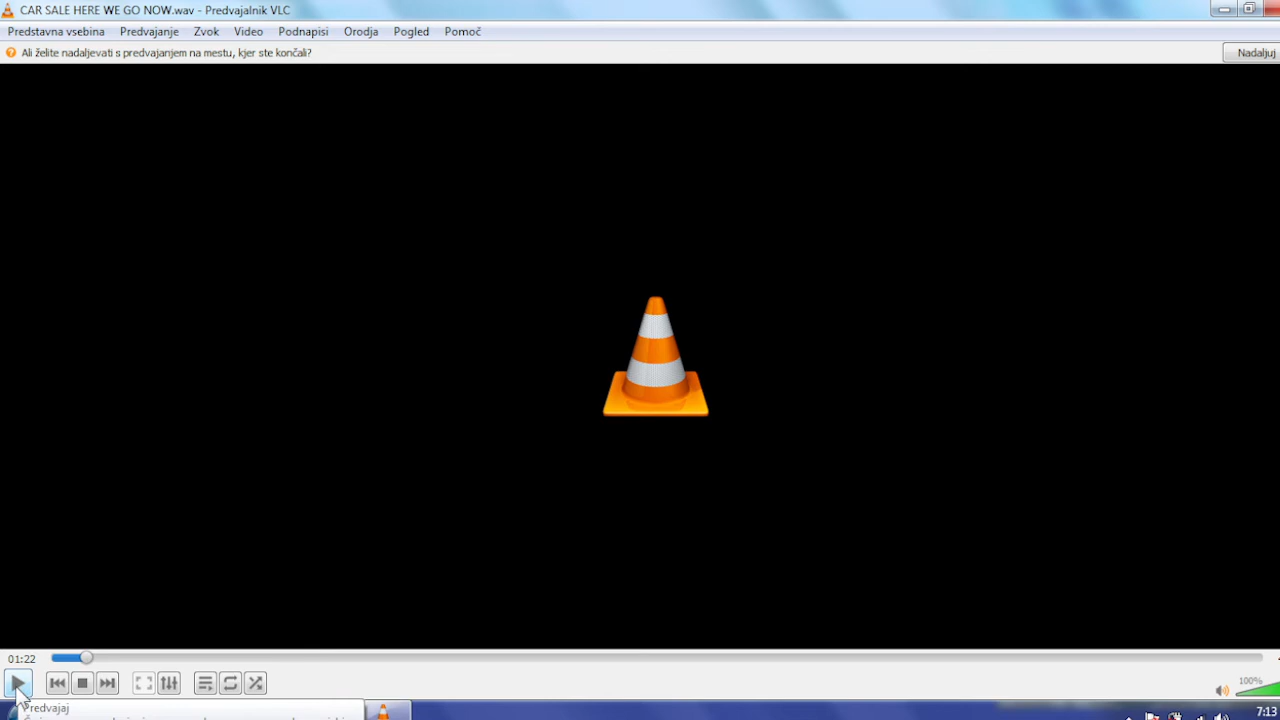 CAR SALE HERE WE GO NOW.wav - Predvajalnik VLC
Predstavna vsebina Predvajanje Zvok Video Podnapisi Orodja Pogled Pomoč
Ali želite nadaljevati s predvajanjem na mestu, kjer ste končali? Nadaljuj
01:22
100%
Predvajaj
7:13